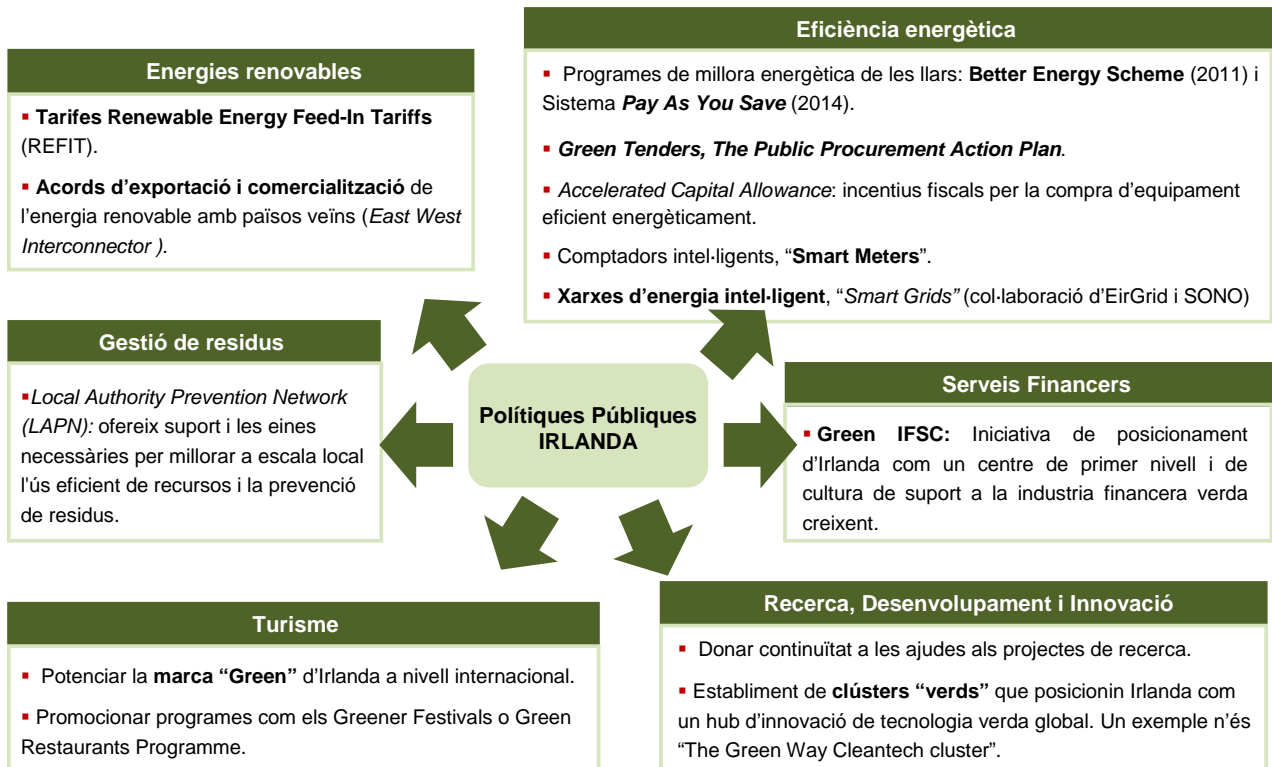 Energies renovables
▪ Tarifes Renewable Energy Feed-In Tariffs
(REFIT).
▪ Acords d'exportació i comercialització de
l'energia renovable amb països veïns (East West
Interconnector ).
Eficiència energètica
▪ Programes de millora energètica de les llars: Better Energy Scheme (2011) i
Sistema Pay As You Save (2014).
▪ Green Tenders, The Public Procurement Action Plan.
▪ Accelerated Capital Allowance: incentius fiscals per la compra d'equipament
eficient energèticament.
▪ Comptadors intel·ligents, “Smart Meters”.
▪ Xarxes d'energia intel·ligent, “Smart Grids” (col·laboració d'EirGrid i SONO)
Gestió de residus
▪Local Authority Prevention Network
(LAPN): ofereix suport i les eines
necessàries per millorar a escala local
l'ús eficient de recursos i la prevenció
de residus.
Polítiques Públiques
IRLANDA
Serveis Financers
▪ Green IFSC: Iniciativa de posicionament
d'Irlanda com un centre de primer nivell i de
cultura de suport a la industria financera verda
creixent.
Turisme
▪ Potenciar la marca “Green” d'Irlanda a nivell internacional.
▪ Promocionar programes com els Greener Festivals o Green
Restaurants Programme.
Recerca, Desenvolupament i Innovació
▪ Donar continuïtat a les ajudes als projectes de recerca.
▪ Establiment de clústers “verds” que posicionin Irlanda com
un hub d'innovació de tecnologia verda global. Un exemple n'és
“The Green Way Cleantech cluster”.